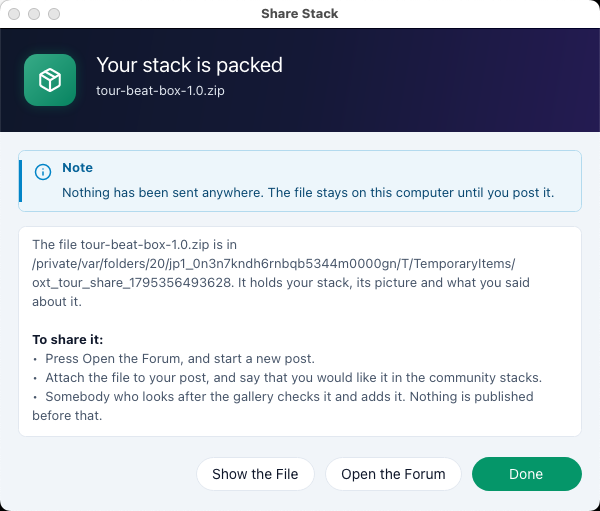 Share Stack
Your stack is packed
tour-beat-box-1.0.zip
Note
Nothing has been sent anywhere. The file stays on this computer until you post it.
The file tour-beat-box-1.0.zip is in
/private/var/folders/20/jp1_0n3n7kndh6rnbqb5344m0000gn/T/TemporaryItems/
oxt_tour_share_1795356493628. It holds your stack, its picture and what you said
about it.
To share it:
• Press Open the Forum, and start a new post.
• Attach the file to your post, and say that you would like it in the community stacks.
• Somebody who looks after the gallery checks it and adds it. Nothing is published
before that.
Show the File
Open the Forum
Done